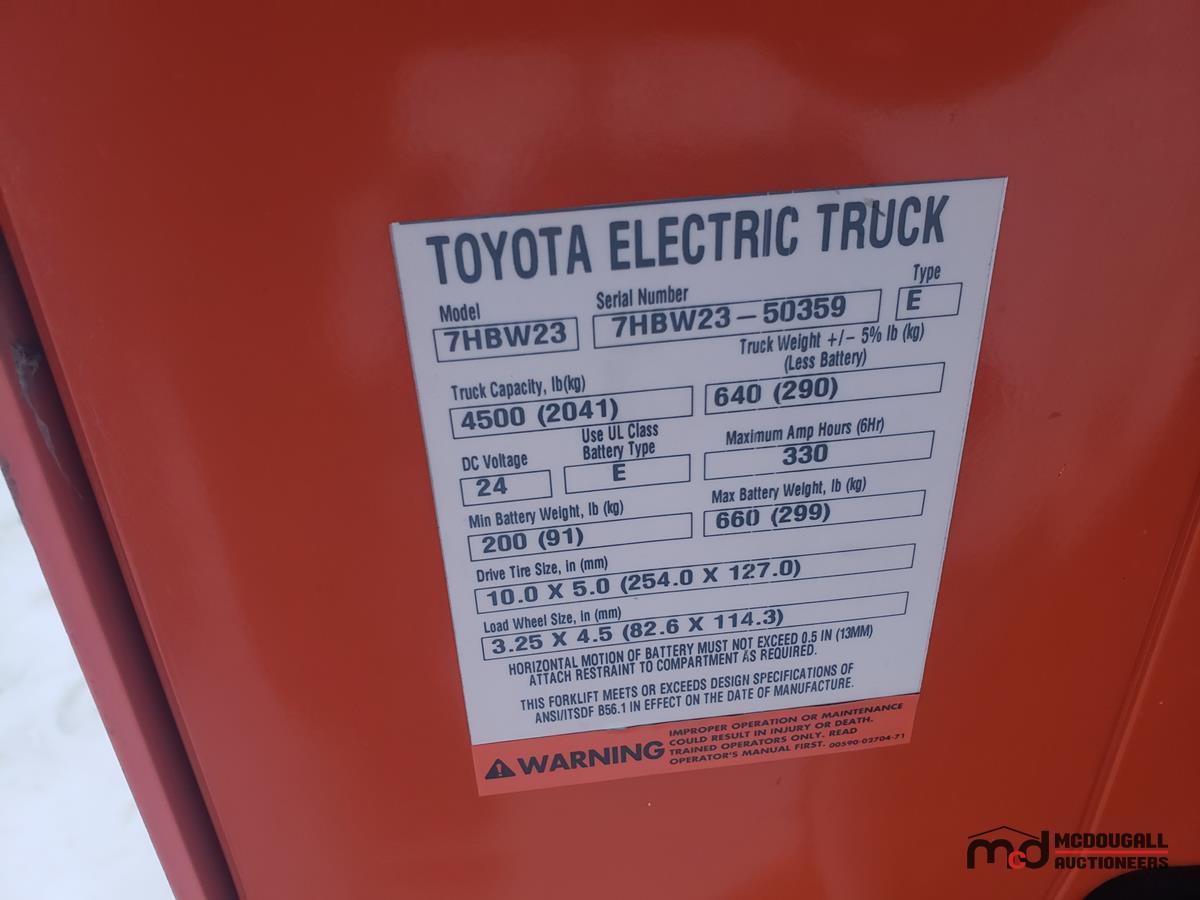 TOYOTA ELECTRIC TRUCK
Model
Serial Number
Type
7HBW23
7HBW23-50359
E
Truck Capacity, lb(kg)
Truck Weight +/- 5% lb (kg)
(Less Battery)
4500 (2041)
640 (290)
DC Voltage
Use UL Class
Battery Type
Maximum Amp Hours (6Hr)
24
E
330
Min Battery Weight, lb (kg)
Max Battery Weight, lb (kg)
200 (91)
660 (299)
Drive Tire Size, in (mm)
10.0 X 5.0 (254.0 X 127.0)
Load Wheel Size, in (mm)
3.25 X 4.5 (82.6 X 114.3)
HORIZONTAL MOTION OF BATTERY MUST NOT EXCEED 0.5 IN (13MM)
ATTACH RESTRAINT TO COMPARTMENT AS REQUIRED.
THIS FORKLIFT MEETS OR EXCEEDS DESIGN SPECIFICATIONS OF
ANSI/ITSDF B56.1 IN EFFECT ON THE DATE OF MANUFACTURE.
WARNING
IMPROPER OPERATION OR MAINTENANCE
COULD RESULT IN INJURY OR DEATH.
TRAINED OPERATORS ONLY. READ
OPERATOR'S MANUAL FIRST. 00590-02704-71
mcd MCDOUGALL
AUCTIONEERS